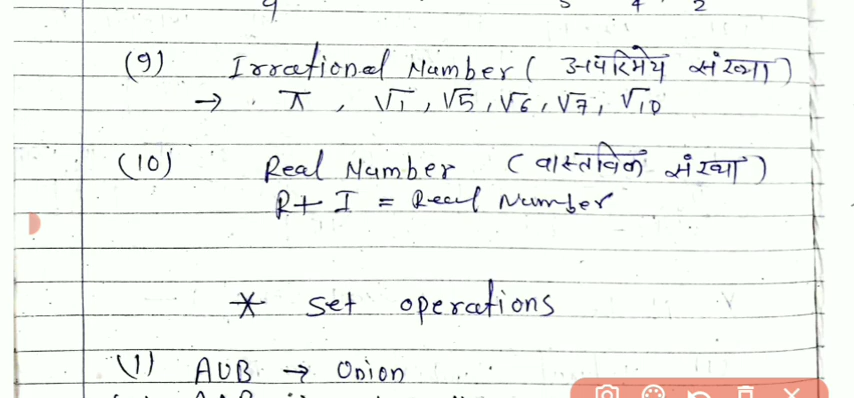 (9) Irrational Number ( अपरिमेय संख्या )
→ . π , √1 , √5 , √6 , √7 , √10
(10) Real Number ( वास्तविक संख्या )
R+ I = Real Number
* Set operations
(1) AUB → Onion